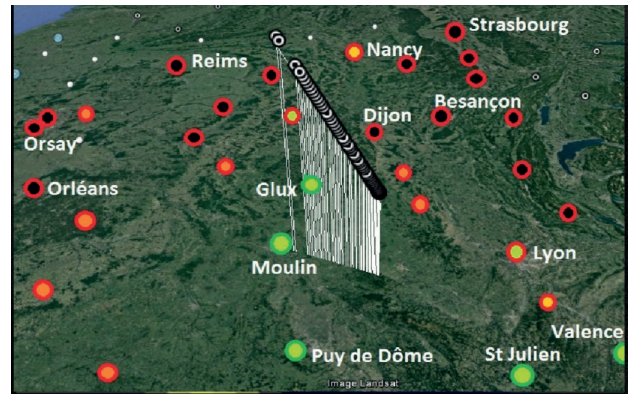 Strasbourg
Nancy
Reims
Besançon
Dijon
Orsay
Orléans
Glux
Lyon
Moulin
Valence
Puy de Dôme
St Julien
Image Landsat